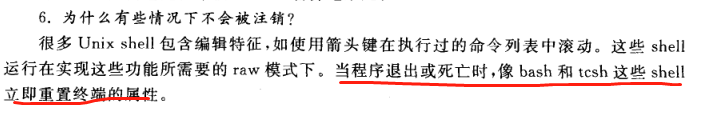 6. 为什么有些情况下不会被注销?
很多 Unix shell 包含编辑特征,如使用箭头键在执行过的命令列表中滚动。这些 shell
运行在实现这些功能所需要的 raw 模式下。当程序退出或死亡时,像 bash 和 tcsh 这些 shell
立即重置终端的属性。